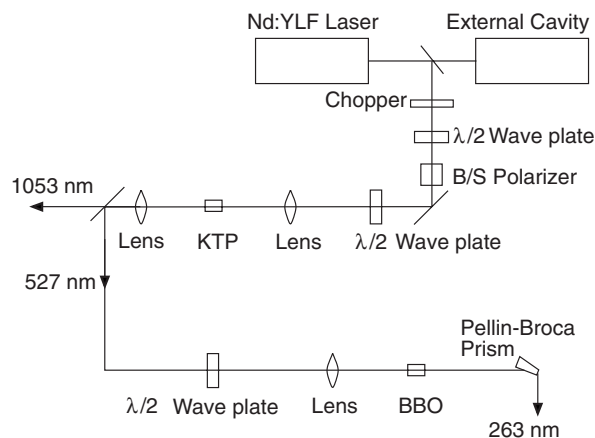 Nd:YLF Laser
External Cavity
Chopper
λ/2 Wave plate
B/S Polarizer
1053 nm
Lens
KTP
Lens
λ/2 Wave plate
527 nm
Pellin-Broca
Prism
λ/2 Wave plate
Lens
BBO
263 nm